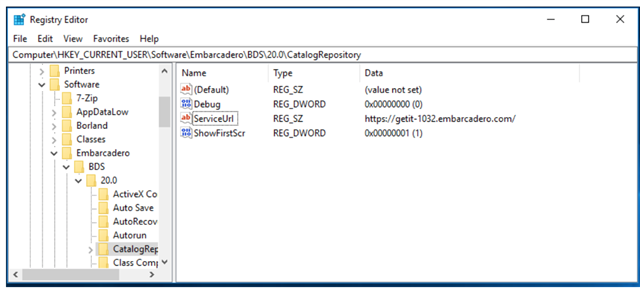 Registry Editor
File Edit View Favorites Help
Computer\HKEY_CURRENT_USER\Software\Embarcadero\BDS\20.0\CatalogRepository
Printers
Software
7-Zip
AppDataLow
Borland
Classes
Embarcadero
BDS
20.0
ActiveX Co
Auto Save
AutoRecov
Autorun
CatalogRep
Class Comp
Name Type Data
ab (Default) REG_SZ (value not set)
Debug REG_DWORD 0x00000000 (0)
ab ServiceUrl REG_SZ https://getit-1032.embarcadero.com/
ShowFirstScr REG_DWORD 0x00000001 (1)